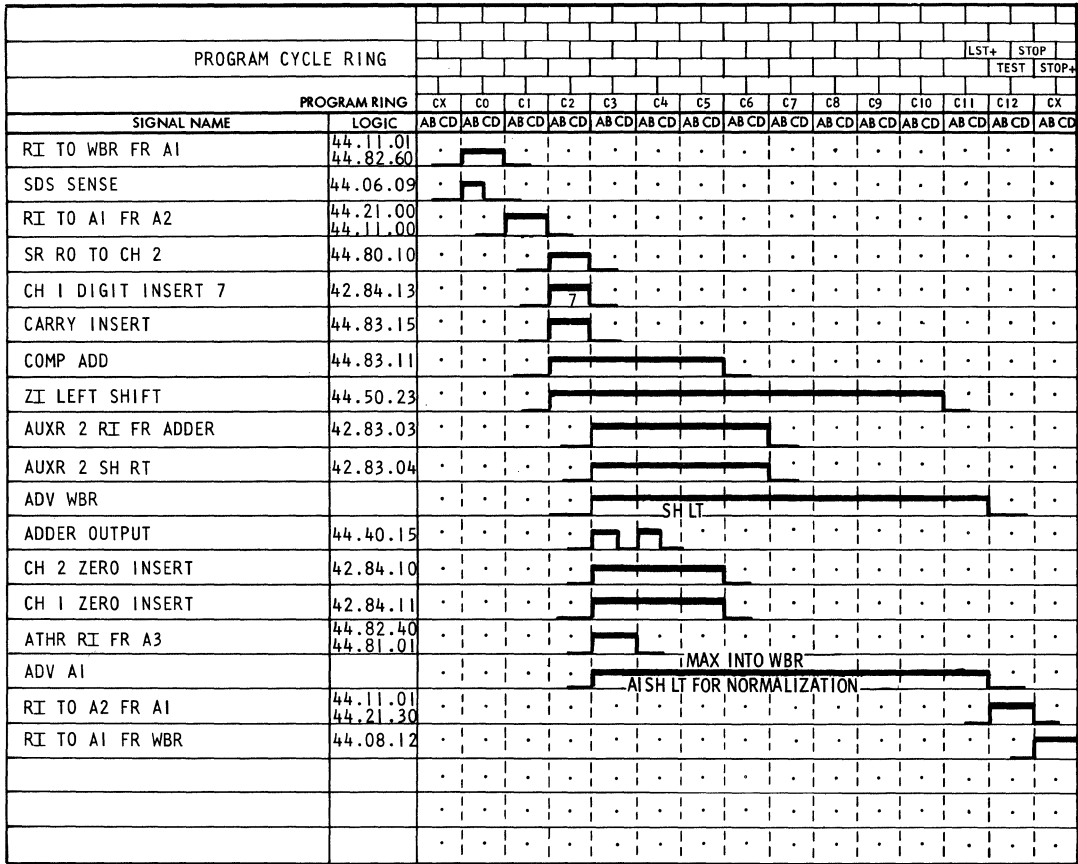 LST+ STOP
PROGRAM CYCLE RING
TEST STOP+
PROGRAM RING CX C0 C1 C2 C3 C4 C5 C6 C7 C8 C9 C10 C11 C12 CX
SIGNAL NAME LOGIC AB CD AB CD AB CD AB CD AB CD AB CD AB CD AB CD AB CD AB CD AB CD AB CD AB CD AB CD AB CD
RI TO WBR FR A1 44.11.01
44.82.60
SDS SENSE 44.06.09
RI TO A1 FR A2 44.21.00
44.11.00
SR RO TO CH 2 44.80.10
CH 1 DIGIT INSERT 7 42.84.13 7
CARRY INSERT 44.83.15
COMP ADD 44.83.11
ZI LEFT SHIFT 44.50.23
AUXR 2 RI FR ADDER 42.83.03
AUXR 2 SH RT 42.83.04
ADV WBR SH LT
ADDER OUTPUT 44.40.15
CH 2 ZERO INSERT 42.84.10
CH 1 ZERO INSERT 42.84.11
ATHR RI FR A3 44.82.40
44.81.01
MAX INTO WBR
ADV A1
A1 SH LT FOR NORMALIZATION
RI TO A2 FR A1 44.11.01
44.21.30
RI TO A1 FR WBR 44.08.12